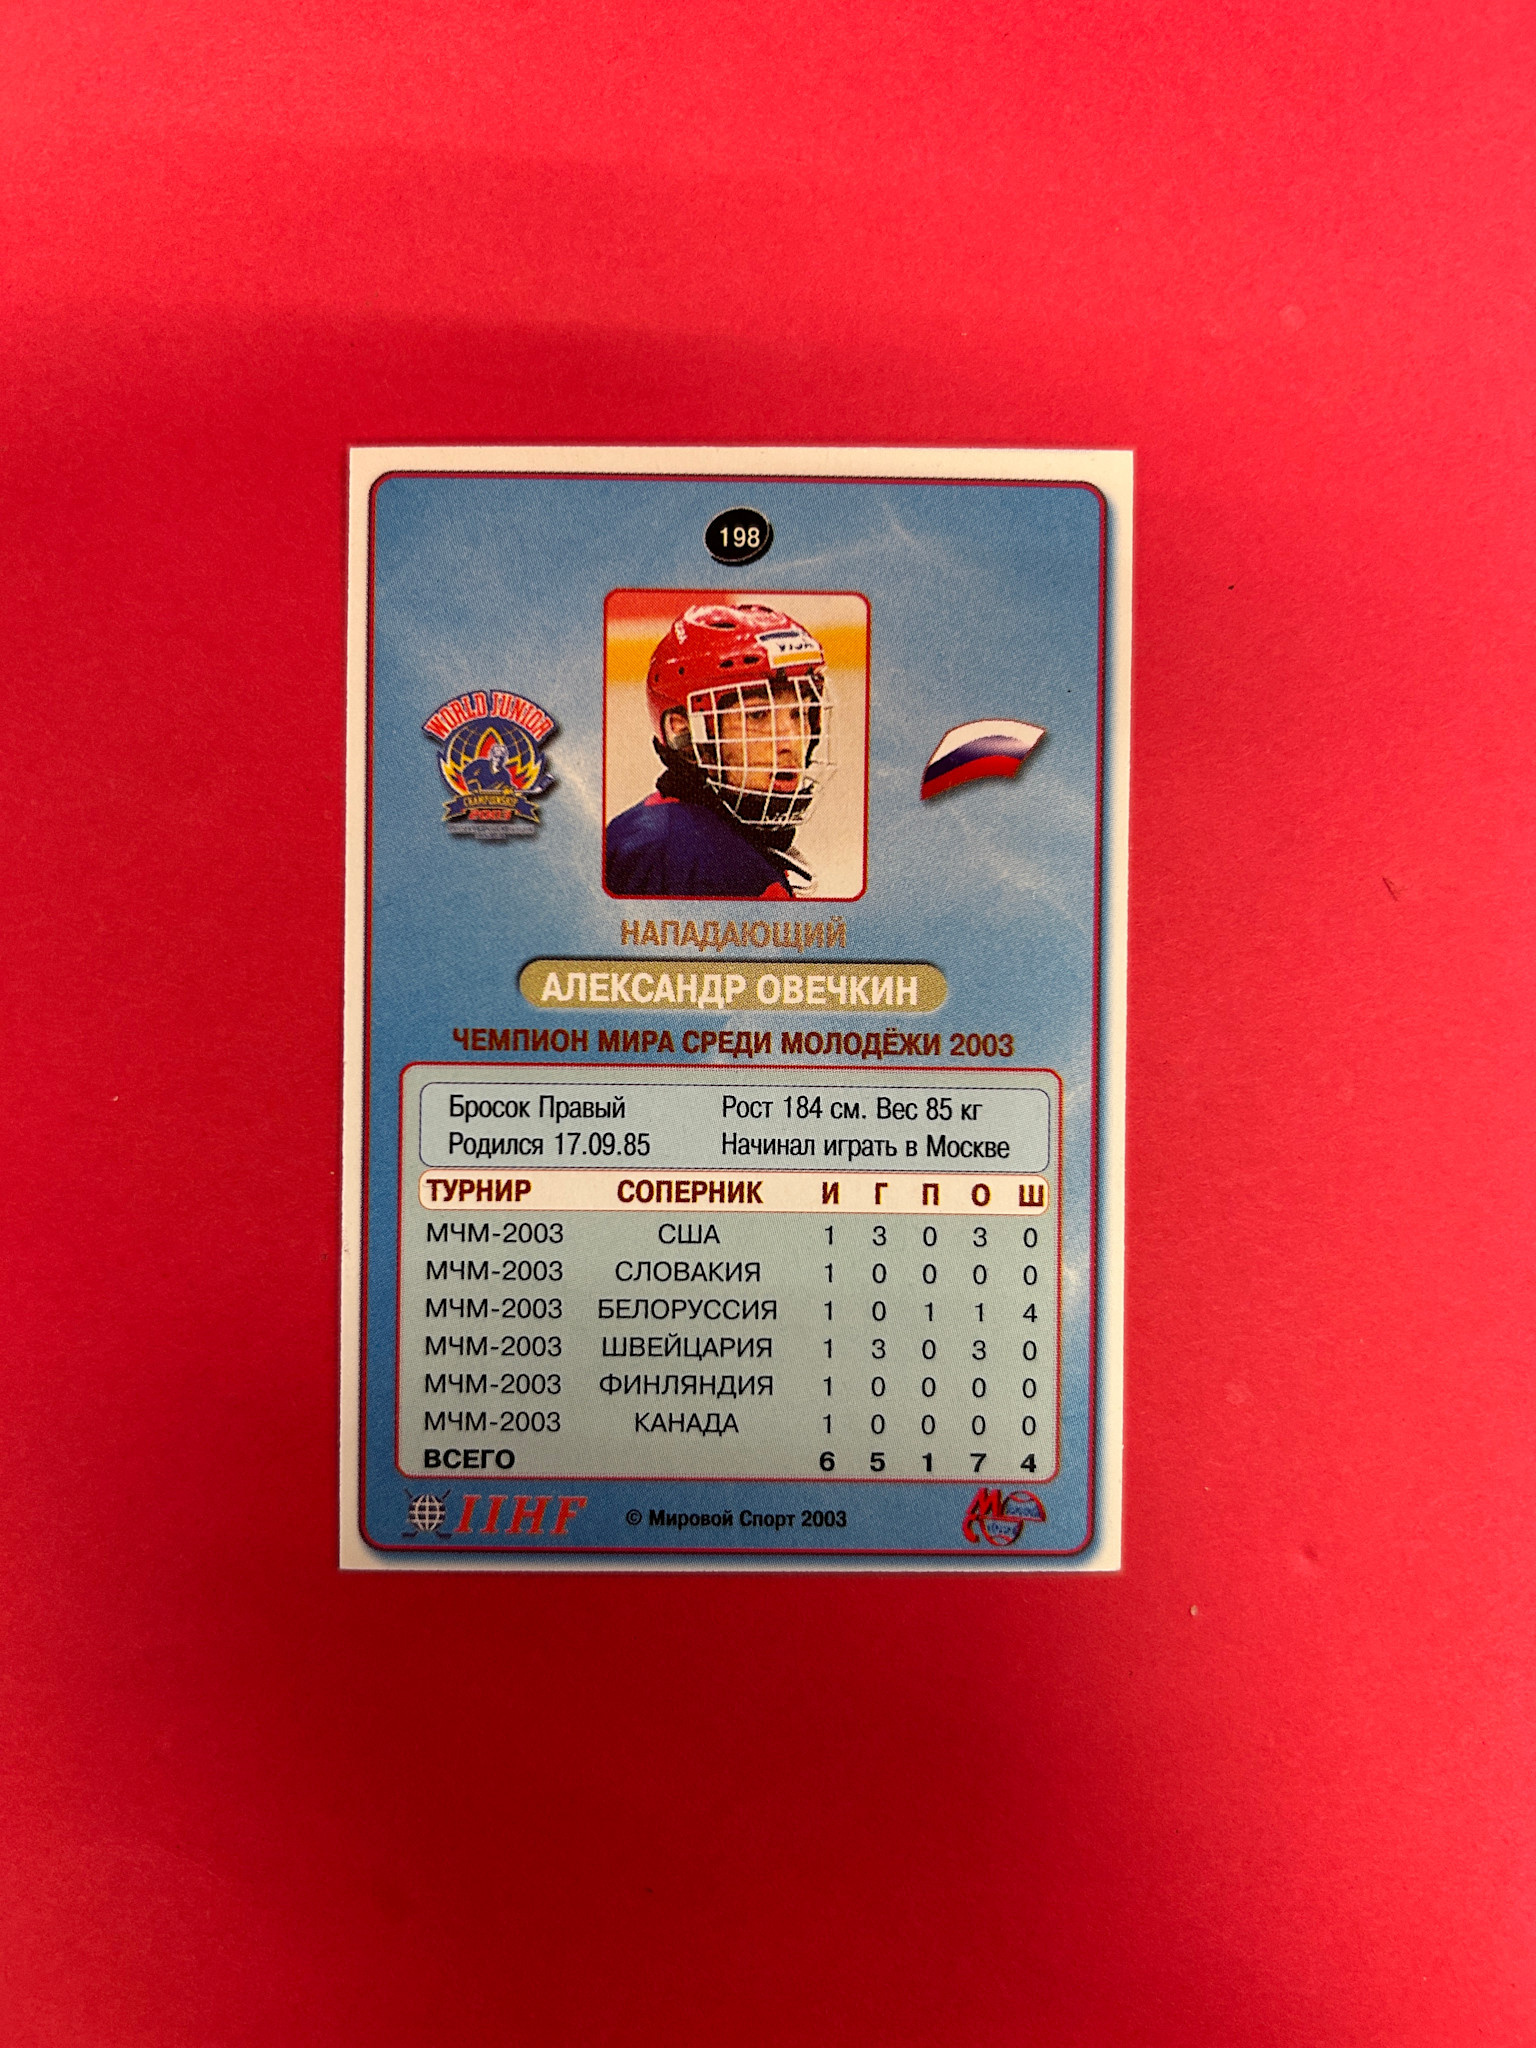 198
VISA
WORLD JUNIOR
CHAMPIONSHIP
НАПАДАЮЩИЙ
АЛЕКСАНДР ОВЕЧКИН
ЧЕМПИОН МИРА СРЕДИ МОЛОДЁЖИ 2003
Бросок Правый Рост 184 см. Вес 85 кг
Родился 17.09.85 Начинал играть в Москве
ТУРНИР СОПЕРНИК И Г П О Ш
МЧМ-2003 США 1 3 0 3 0
МЧМ-2003 СЛОВАКИЯ 1 0 0 0 0
МЧМ-2003 БЕЛОРУССИЯ 1 0 1 1 4
МЧМ-2003 ШВЕЙЦАРИЯ 1 3 0 3 0
МЧМ-2003 ФИНЛЯНДИЯ 1 0 0 0 0
МЧМ-2003 КАНАДА 1 0 0 0 0
ВСЕГО 6 5 1 7 4
IIHF © Мировой Спорт 2003